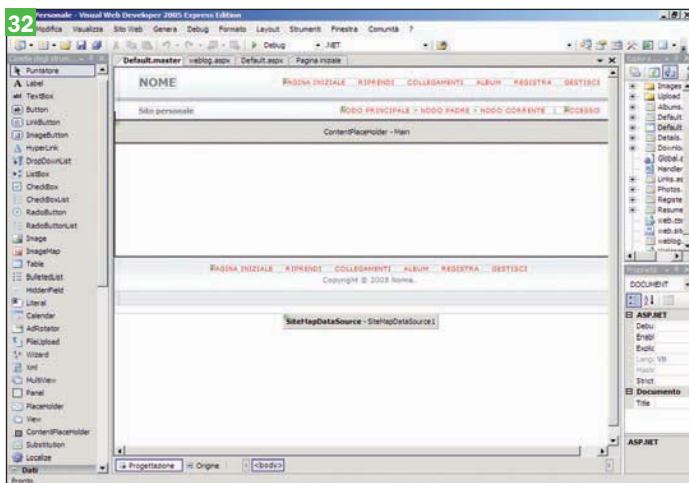 32
Personale - Visual Web Developer 2005 Express Edition
Modifica Visualizza Sito Web Genera Debug Formato Layout Strumenti Finestra Comunità ?
Debug .NET
Default.master weblog.aspx Default.aspx Pagina iniziale
Puntatore
Label
TextBox
Button
LinkButton
ImageButton
HyperLink
DropDownList
ListBox
CheckBox
CheckBoxList
RadioButton
RadioButtonList
Image
ImageMap
Table
BulletedList
HiddenField
Literal
Calendar
AdRotator
FileUpload
Wizard
Xml
MultiView
Panel
PlaceHolder
View
ContentPlaceHolder
Substitution
Localize
Dati
Pronto
NOME
PAGINA INIZIALE RIPRENDI COLLEGAMENTI ALBUM REGISTRA GESTISCI
Sito personale
NODO PRINCIPALE > NODO PADRE > NODO CORRENTE | ACCESSO
ContentPlaceHolder - Main
PAGINA INIZIALE RIPRENDI COLLEGAMENTI ALBUM REGISTRA GESTISCI
Copyright © 2005 Nome.
SiteMapDataSource - SiteMapDataSource1
Progettazione Origine <body>
Images
Upload
Albums.
Default
Default
Details.
Downlo
Global.a
Handler
Links.as
Photos.
Registe
Resume
web.co
web.sit
weblog.
DOCUMENT
ASP.NET
Debu
Enabl
Explic
Lang VB
Strict
Documento
Title
ASP.NET